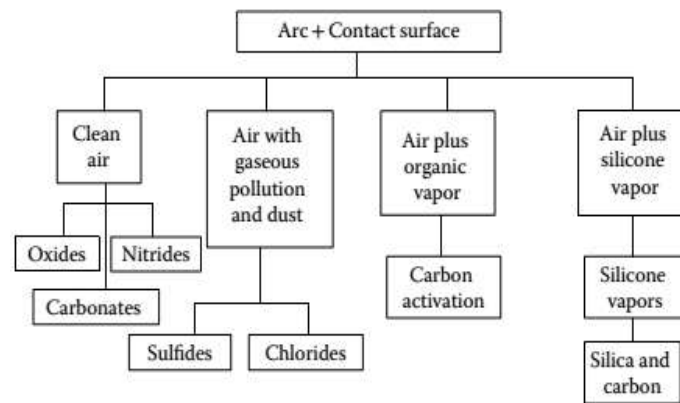 Arc + Contact surface
Clean
air
Air with
gaseous
pollution
and dust
Air plus
organic
vapor
Air plus
silicone
vapor
Oxides
Nitrides
Carbonates
Sulfides
Chlorides
Carbon
activation
Silicone
vapors
Silica and
carbon